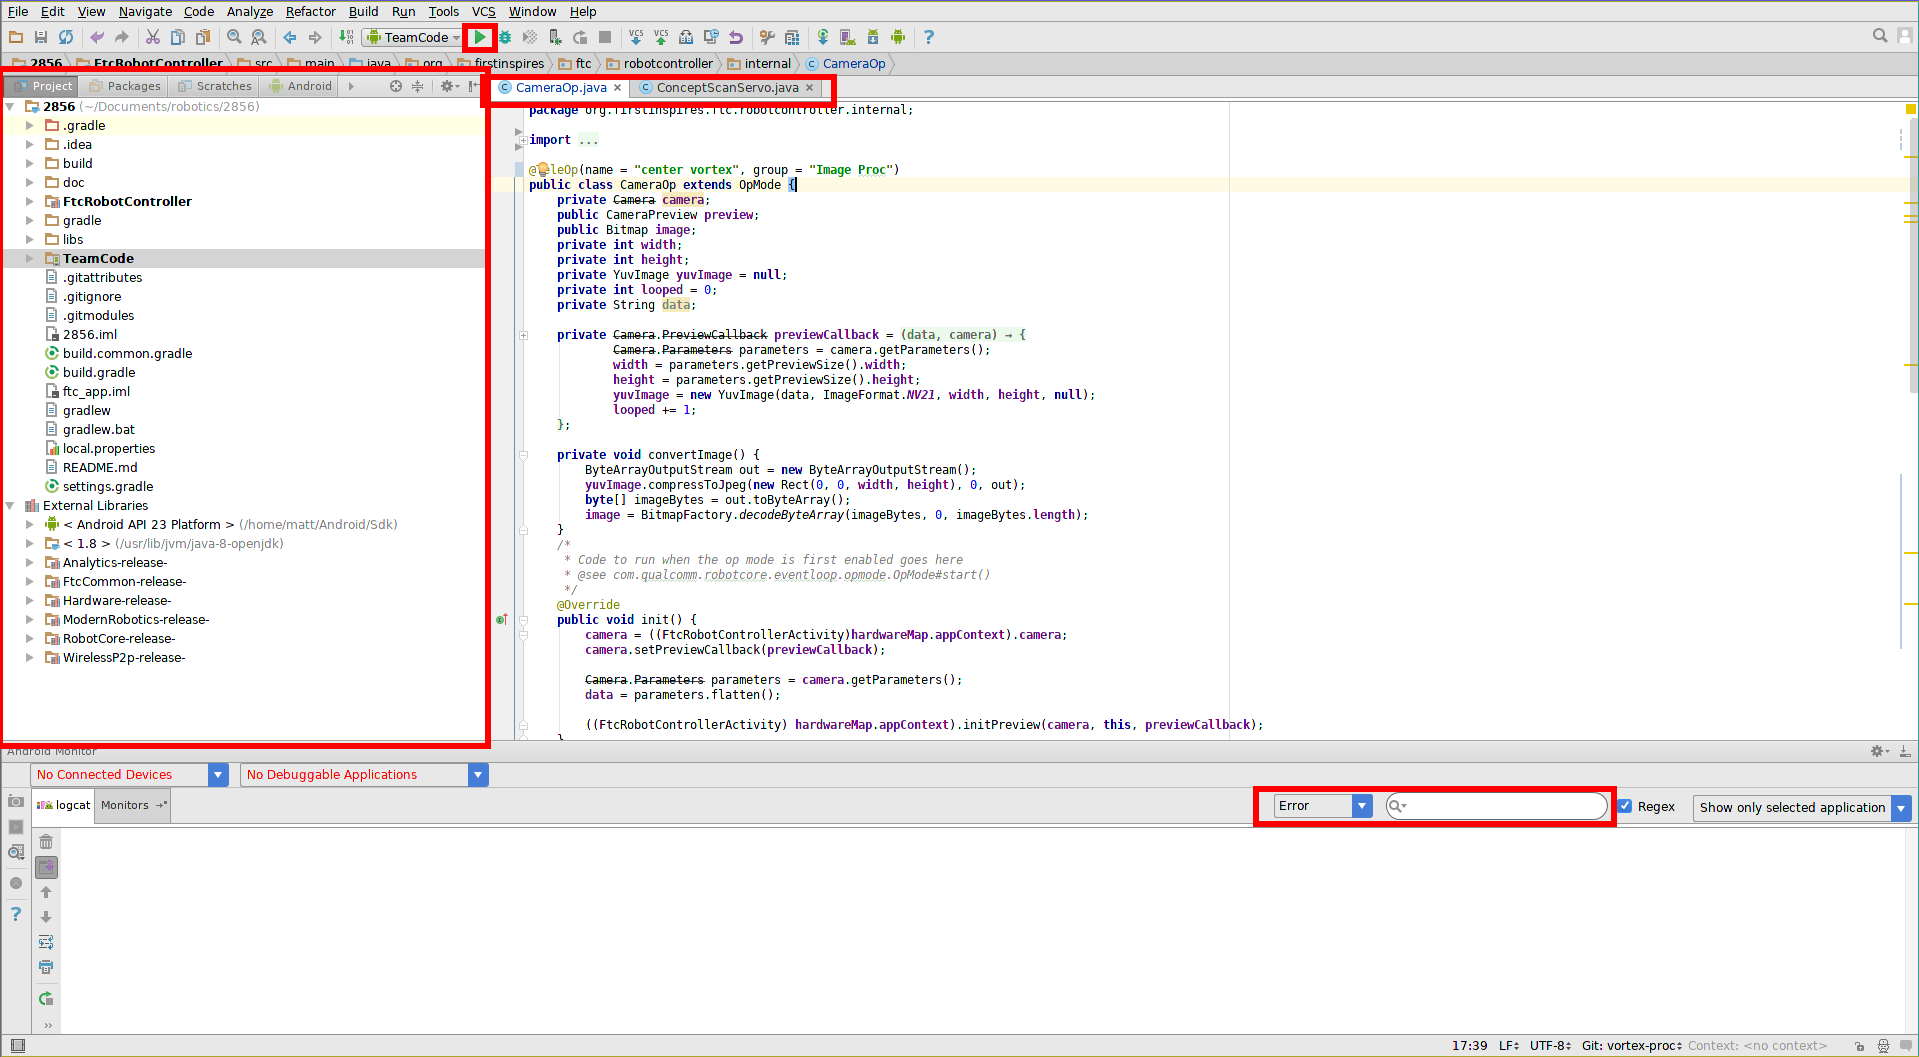 File Edit View Navigate Code Analyze Refactor Build Run Tools VCS Window Help
TeamCode
2856 FtcRobotController src main java org firstinspires ftc robotcontroller internal CameraOp
Project Packages Scratches Android
CameraOp.java ConceptScanServo.java
2856 (~/Documents/robotics/2856)
.gradle
.idea
build
doc
FtcRobotController
gradle
libs
TeamCode
.gitattributes
.gitignore
.gitmodules
2856.iml
build.common.gradle
build.gradle
ftc_app.iml
gradlew
gradlew.bat
local.properties
README.md
settings.gradle
External Libraries
< Android API 23 Platform > (/home/matt/Android/Sdk)
< 1.8 > (/usr/lib/jvm/java-8-openjdk)
Analytics-release-
FtcCommon-release-
Hardware-release-
ModernRobotics-release-
RobotCore-release-
WirelessP2p-release-
package org.firstinspires.ftc.robotcontroller.internal;
import ...
@TeleOp(name = "center vortex", group = "Image Proc")
public class CameraOp extends OpMode {
private Camera camera;
public CameraPreview preview;
public Bitmap image;
private int width;
private int height;
private YuvImage yuvImage = null;
private int looped = 0;
private String data;
private Camera.PreviewCallback previewCallback = (data, camera) → {
Camera.Parameters parameters = camera.getParameters();
width = parameters.getPreviewSize().width;
height = parameters.getPreviewSize().height;
yuvImage = new YuvImage(data, ImageFormat.NV21, width, height, null);
looped += 1;
};
private void convertImage() {
ByteArrayOutputStream out = new ByteArrayOutputStream();
yuvImage.compressToJpeg(new Rect(0, 0, width, height), 0, out);
byte[] imageBytes = out.toByteArray();
image = BitmapFactory.decodeByteArray(imageBytes, 0, imageBytes.length);
}
/*
* Code to run when the op mode is first enabled goes here
* @see com.qualcomm.robotcore.eventloop.opmode.OpMode#start()
*/
@Override
public void init() {
camera = ((FtcRobotControllerActivity)hardwareMap.appContext).camera;
camera.setPreviewCallback(previewCallback);
Camera.Parameters parameters = camera.getParameters();
data = parameters.flatten();
((FtcRobotControllerActivity) hardwareMap.appContext).initPreview(camera, this, previewCallback);
}
Android Monitor
No Connected Devices No Debuggable Applications
logcat Monitors Error Regex Show only selected application
17:39 LF UTF-8 Git: vortex-proc Context: <no context>